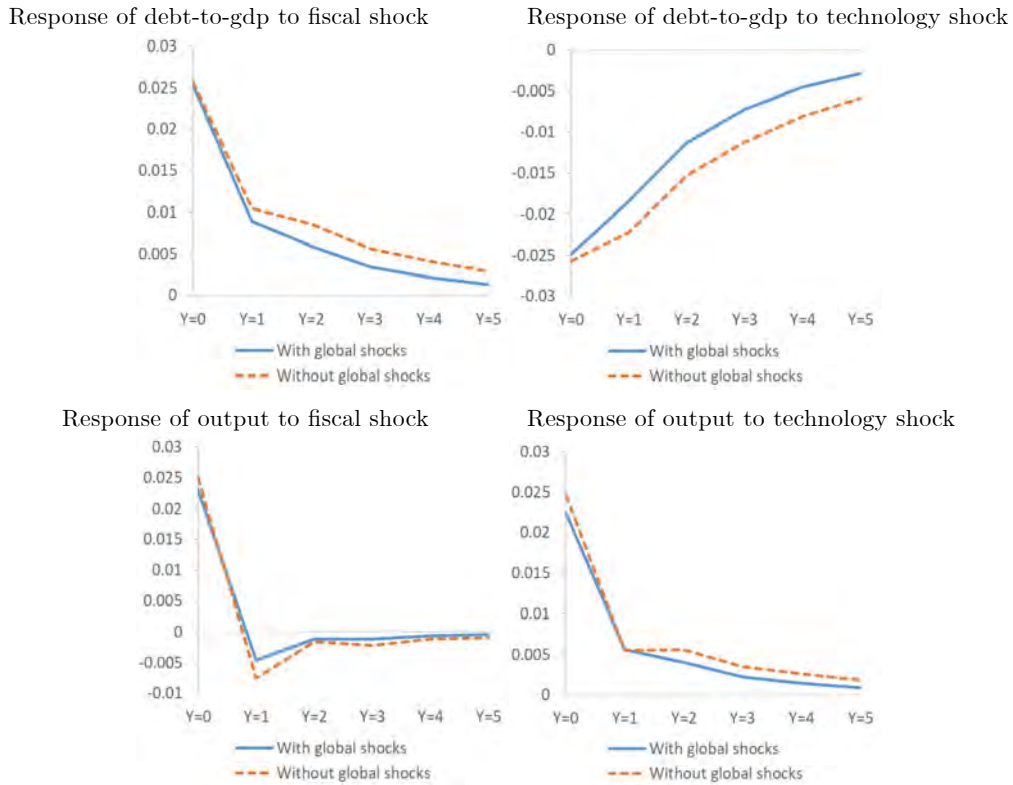 Response of debt-to-gdp to fiscal shock
0.03
0.025
0.02
0.015
0.01
0.005
0
Y=0 Y=1 Y=2 Y=3 Y=4 Y=5
With global shocks
Without global shocks
Response of debt-to-gdp to technology shock
0
-0.005
-0.01
-0.015
-0.02
-0.025
-0.03
Y=0 Y=1 Y=2 Y=3 Y=4 Y=5
With global shocks
Without global shocks
Response of output to fiscal shock
0.03
0.025
0.02
0.015
0.01
0.005
0
-0.005
-0.01
Y=0 Y=1 Y=2 Y=3 Y=4 Y=5
With global shocks
Without global shocks
Response of output to technology shock
0.03
0.025
0.02
0.015
0.01
0.005
0
Y=0 Y=1 Y=2 Y=3 Y=4 Y=5
With global shocks
Without global shocks